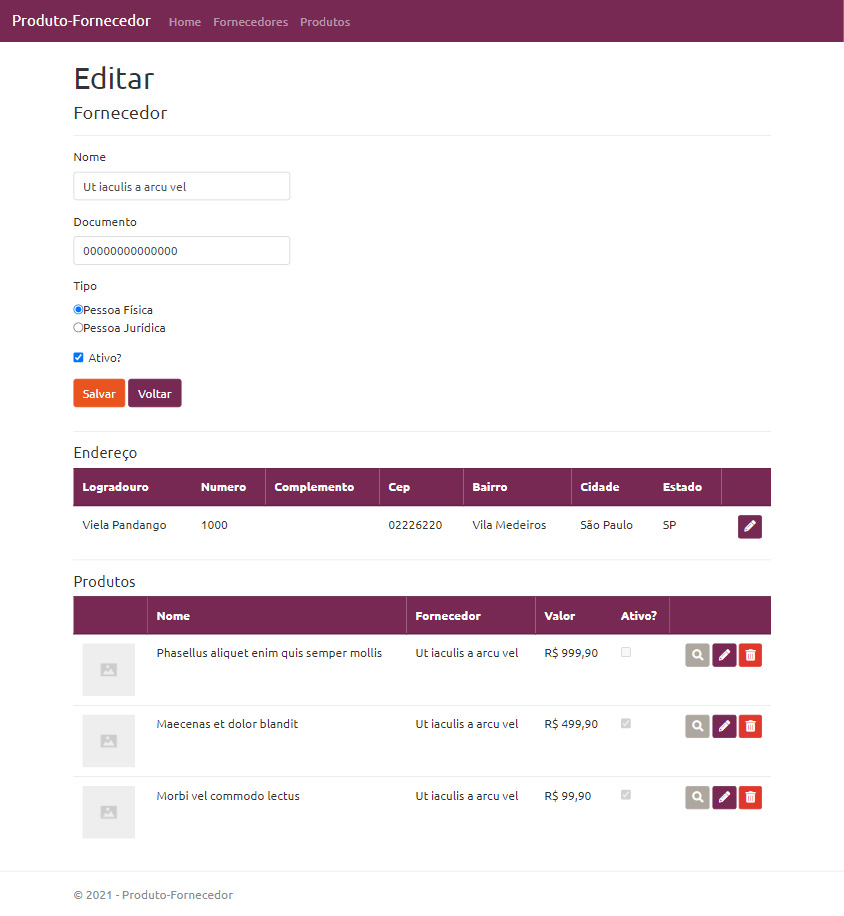 Produto-Fornecedor Home Fornecedores Produtos
Editar
Fornecedor
Nome
Ut iaculis a arcu vel
Documento
00000000000000
Tipo
Pessoa Física
Pessoa Jurídica
Ativo?
Salvar Voltar
Endereço
Logradouro Numero Complemento Cep Bairro Cidade Estado
Viela Pandango 1000 02226220 Vila Medeiros São Paulo SP
Produtos
Nome Fornecedor Valor Ativo?
Phasellus aliquet enim quis semper mollis Ut iaculis a arcu vel R$ 999,90
Maecenas et dolor blandit Ut iaculis a arcu vel R$ 499,90
Morbi vel commodo lectus Ut iaculis a arcu vel R$ 99,90
© 2021 - Produto-Fornecedor